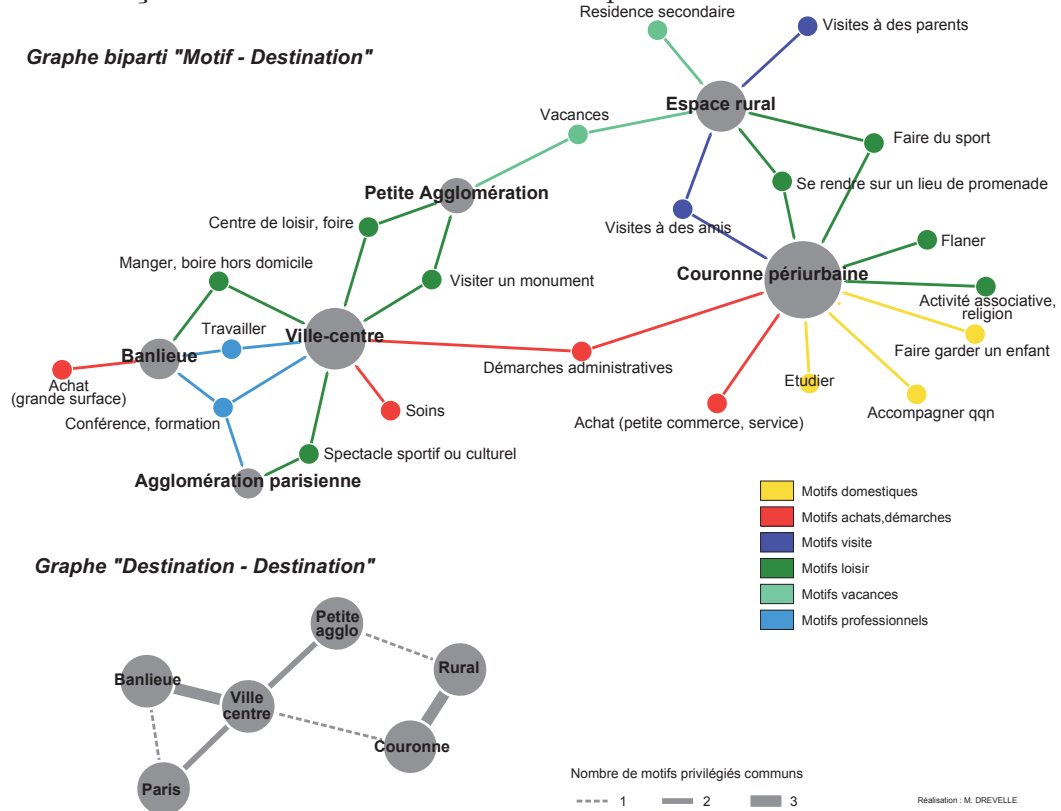 Graphe biparti "Motif - Destination"
Residence secondaire
Visites à des parents
Espace rural
Vacances
Faire du sport
Petite Agglomération
Se rendre sur un lieu de promenade
Centre de loisir, foire
Visites à des amis
Flaner
Manger, boire hors domicile
Visiter un monument
Couronne périurbaine
Activité associative,
religion
Travailler
Ville-centre
Banlieue
Démarches administratives
Faire garder un enfant
Achat
(grande surface)
Etudier
Conférence, formation
Soins
Achat (petite commerce, service)
Accompagner qqn
Spectacle sportif ou culturel
Agglomération parisienne
Motifs domestiques
Motifs achats,démarches
Motifs visite
Motifs loisir
Motifs vacances
Motifs professionnels
Graphe "Destination - Destination"
Petite
agglo
Rural
Banlieue
Ville
centre
Couronne
Paris
Nombre de motifs privilégiés communs
1
2
3
Réalisation : M. DREVELLE